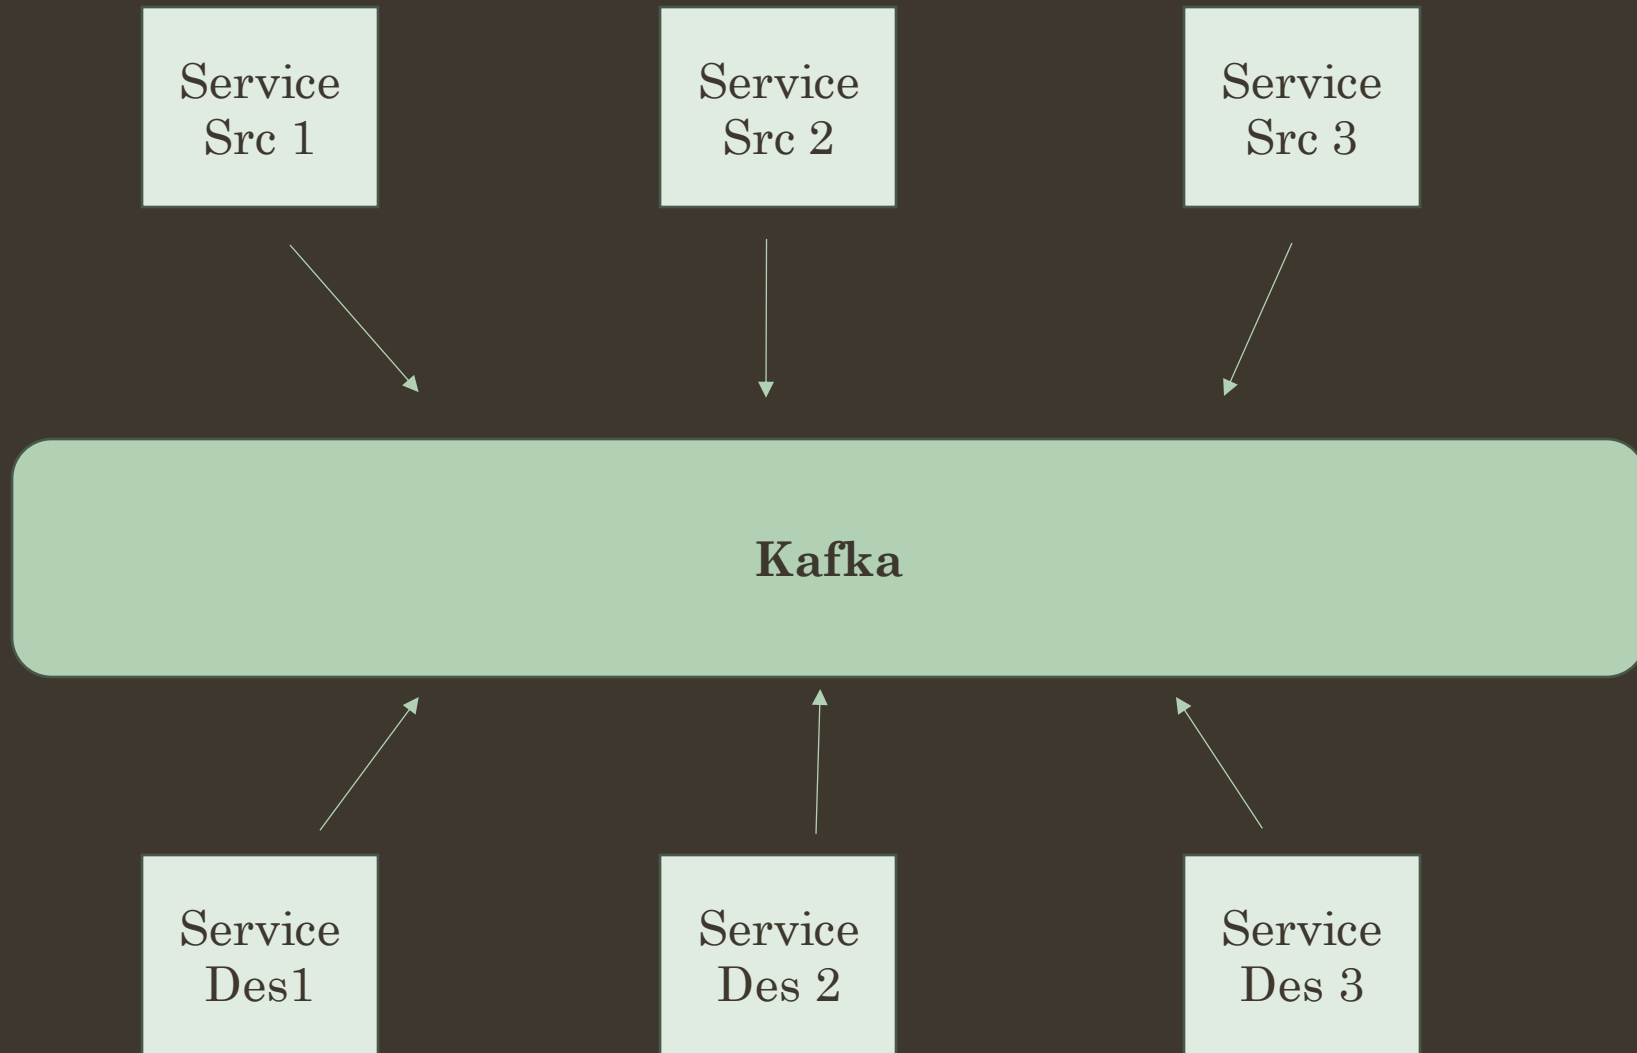 Service
Src 1
Service
Src 2
Service
Src 3
Kafka
Service
Des1
Service
Des 2
Service
Des 3